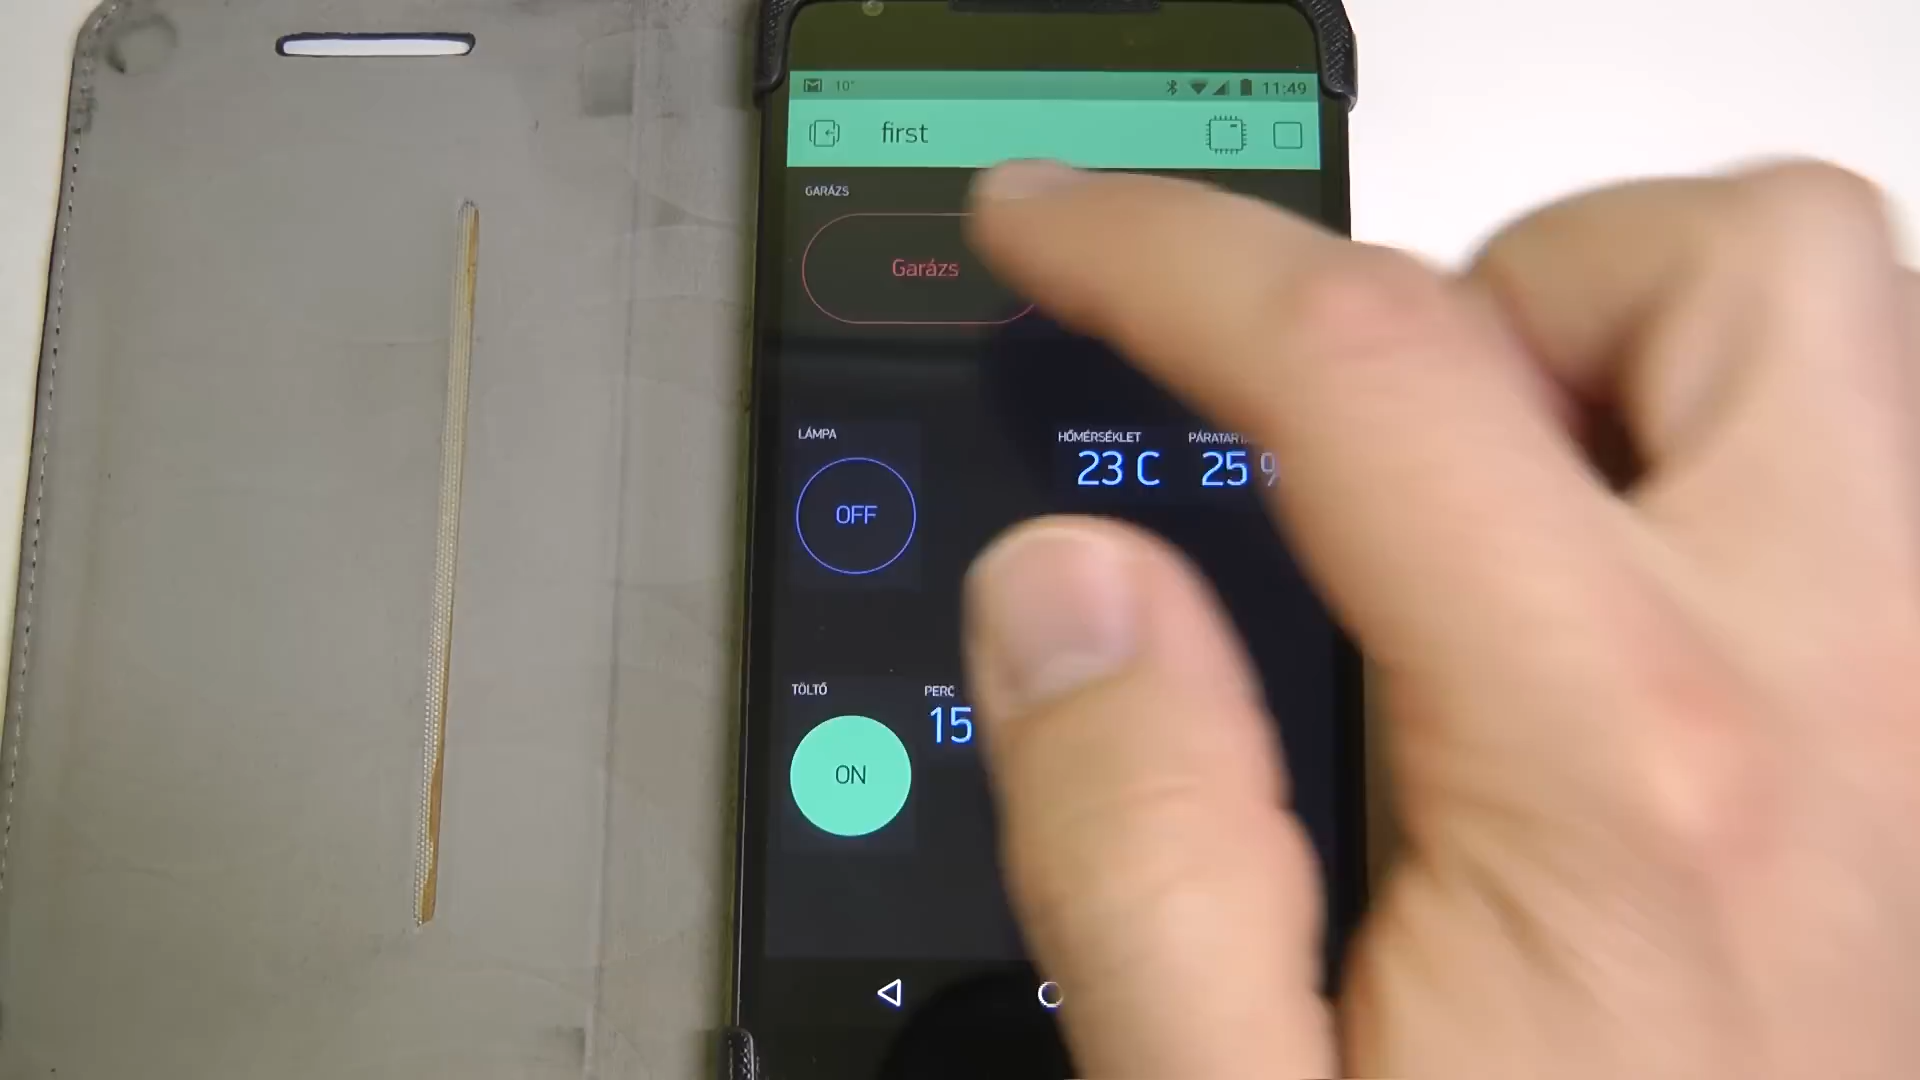 10°
11:49
first
GARÁZS
Garázs
LÁMPA
HŐMÉRSÉKLET
23 C
25 %
OFF
TÖLTŐ
PERC
15
ON